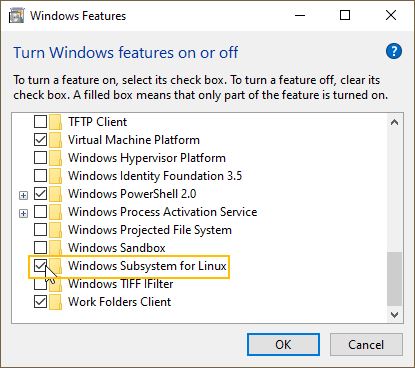 Windows Features
Turn Windows features on or off
?
To turn a feature on, select its check box. To turn a feature off, clear its
check box. A filled box means that only part of the feature is turned on.
TFTP Client
Virtual Machine Platform
Windows Hypervisor Platform
Windows Identity Foundation 3.5
Windows PowerShell 2.0
Windows Process Activation Service
Windows Projected File System
Windows Sandbox
Windows Subsystem for Linux
Windows TIFF IFilter
Work Folders Client
OK
Cancel